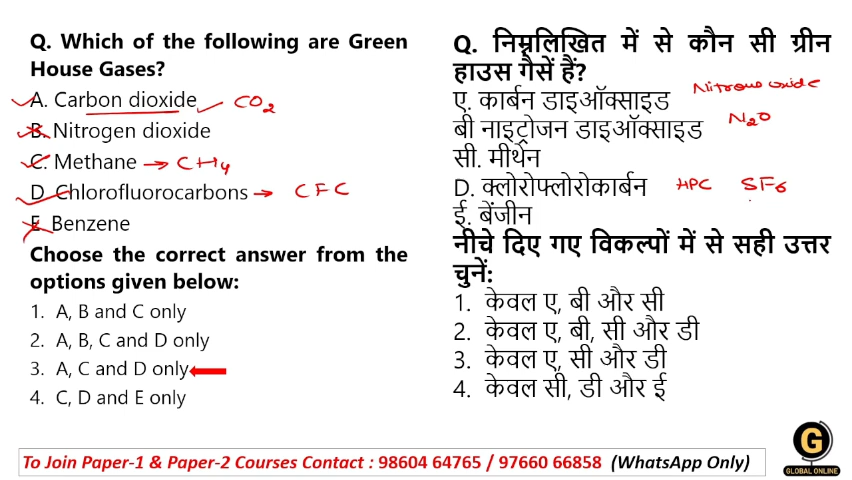 Q. Which of the following are Green
House Gases?
A. Carbon dioxide CO2
B. Nitrogen dioxide
C. Methane → CH4
D. Chlorofluorocarbons → CFC
E. Benzene
Choose the correct answer from the
options given below:
1. A, B and C only
2. A, B, C and D only
3. A, C and D only
4. C, D and E only
Q. निम्नलिखित में से कौन सी ग्रीन
हाउस गैसें हैं?
ए. कार्बन डाइऑक्साइड Nitrous oxide
बी नाइट्रोजन डाइऑक्साइड N2O
सी. मीथेन
D. क्लोरोफ्लोरोकार्बन HPC SF6
ई. बेंजीन
नीचे दिए गए विकल्पों में से सही उत्तर
चुनें:
1. केवल ए, बी और सी
2. केवल ए, बी, सी और डी
3. केवल ए, सी और डी
4. केवल सी, डी और ई
To Join Paper-1 & Paper-2 Courses Contact : 98604 64765 / 97660 66858 (WhatsApp Only)
G
GLOBAL ONLINE